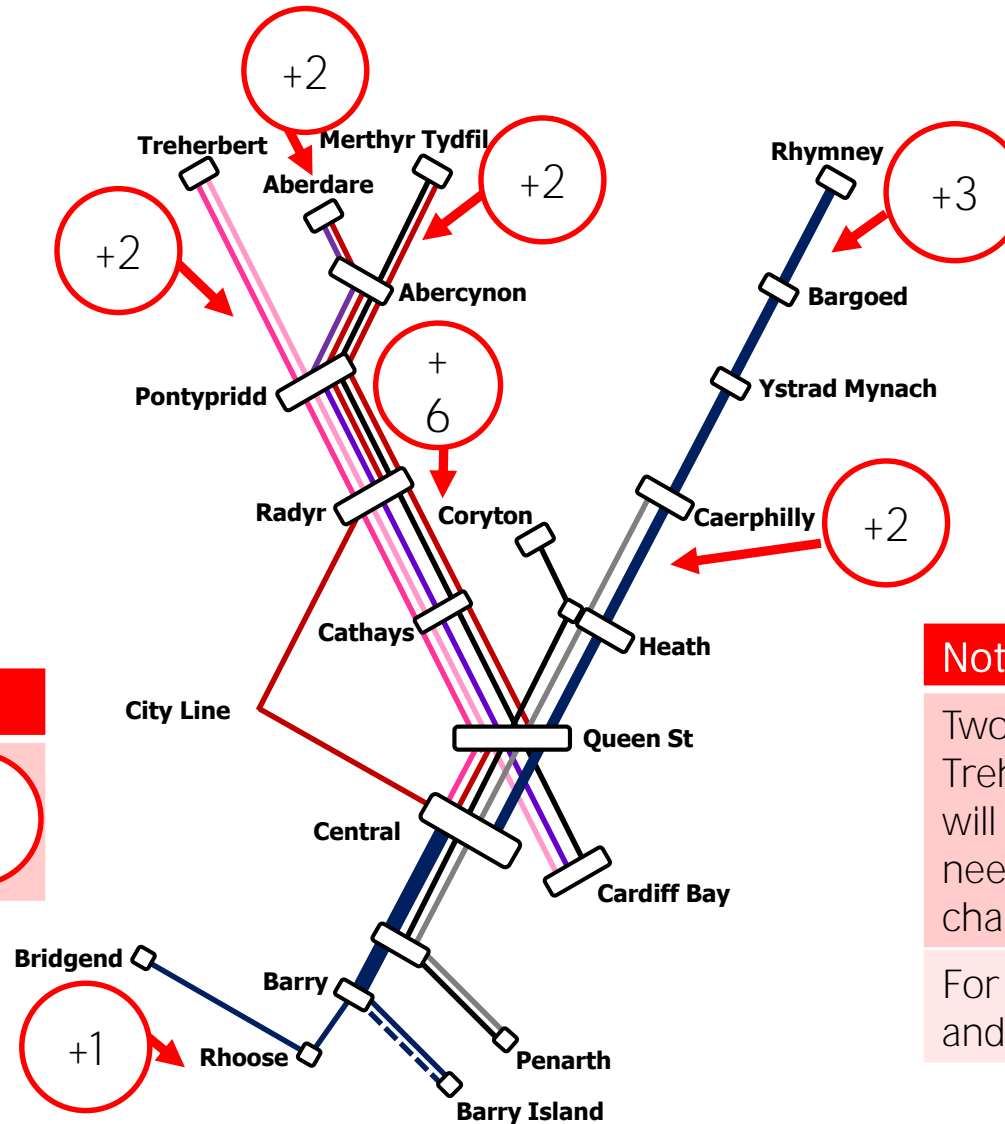 +2
Treherbert
Merthyr Tydfil
Aberdare
+2
Rhymney
+3
+2
Abercynon
Bargoed
+
6
Pontypridd
Ystrad Mynach
Radyr
Coryton
Caerphilly
+2
Cathays
Heath
City Line
Queen St
Central
Cardiff Bay
Bridgend
Barry
+1
Rhoose
Penarth
Barry Island
Not
Two
Treh
will
nee
cha
For
and